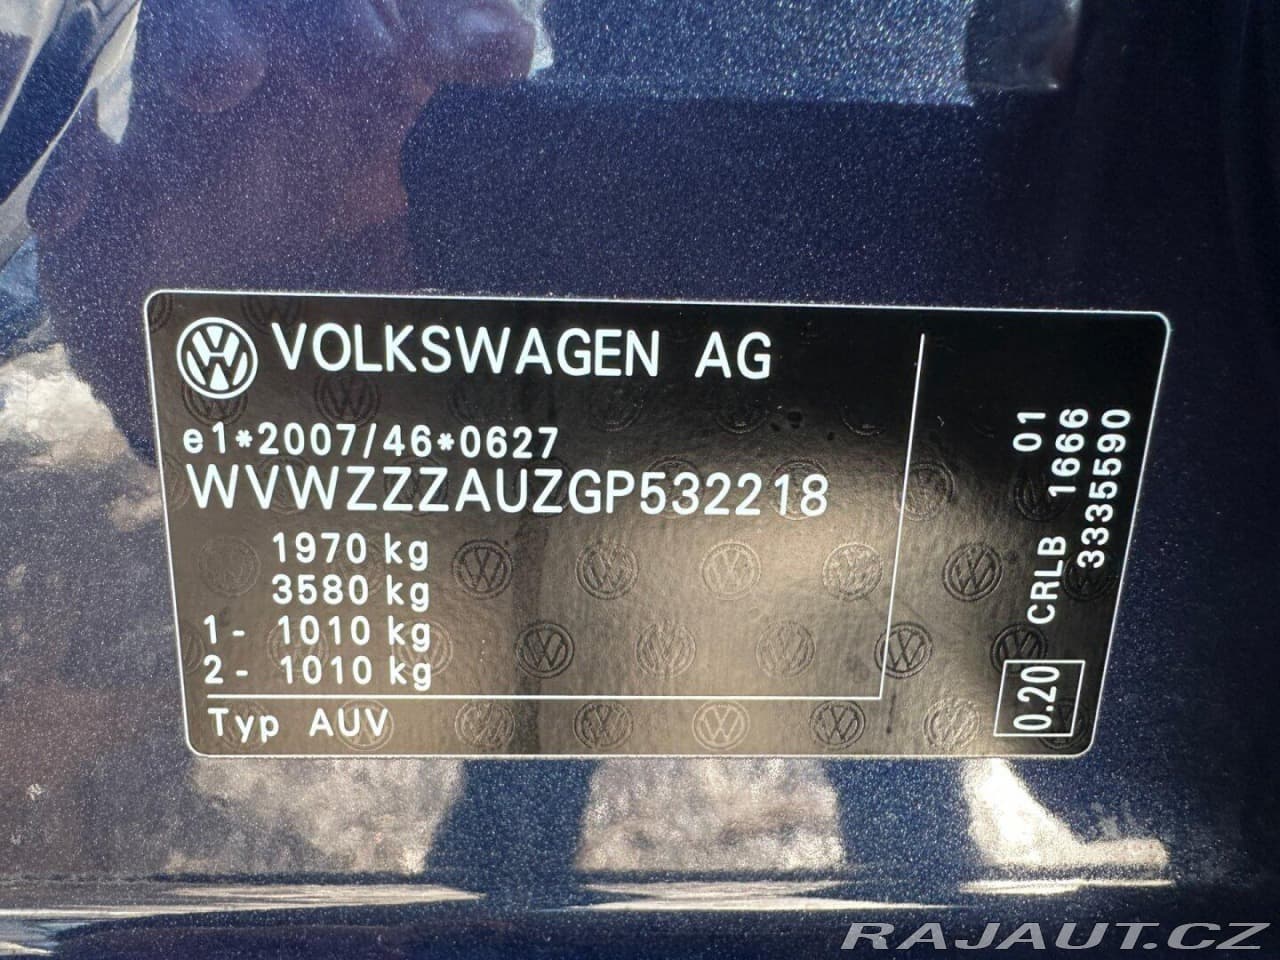 VOLKSWAGEN AG
e1*2007/46*0627
WVWZZZAUZGP532218
1970 kg
3580 kg
1- 1010 kg
2- 1010 kg
Typ AUV
0.20 CRLB 01
1666
3335590
RAJAUT.CZ